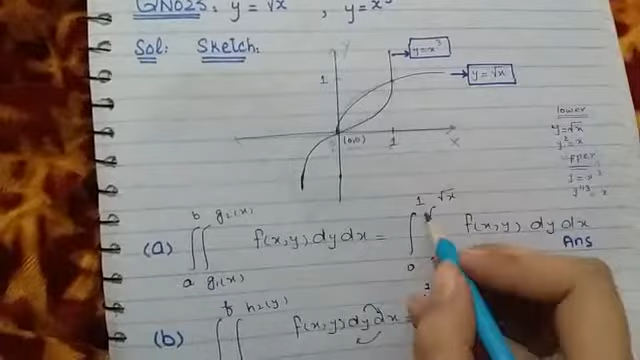 QNO25: y = √x , y = x³
Sol: Sketch:
y
y = x³
1
y = √x
(0,0) 1 x
lower
y = √x
y² = x
upper
y = x³
y^1/3 = x
b g₂(x) 1 √x
(a) ∫∫ f(x,y) dy dx = ∫ f(x,y) dy dx
a g₁(x) 0
Ans
h₂(y)
(b) ∫∫ f(x,y) dy dx